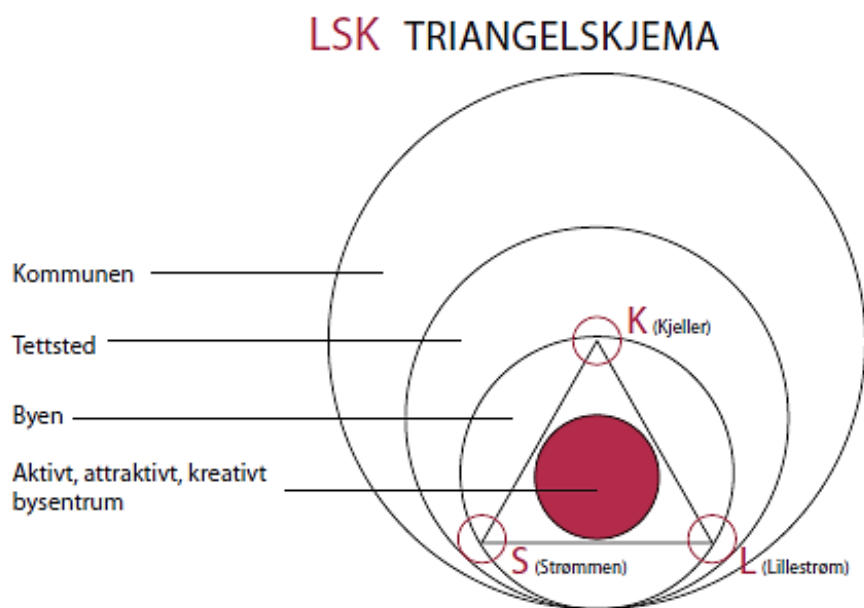 LSK TRIANGELSKJEMA
Kommunen
K (Kjeller)
Tettsted
Byen
Aktivt, attraktivt, kreativt
bysentrum
S (Strømmen)
L (Lillestrøm)